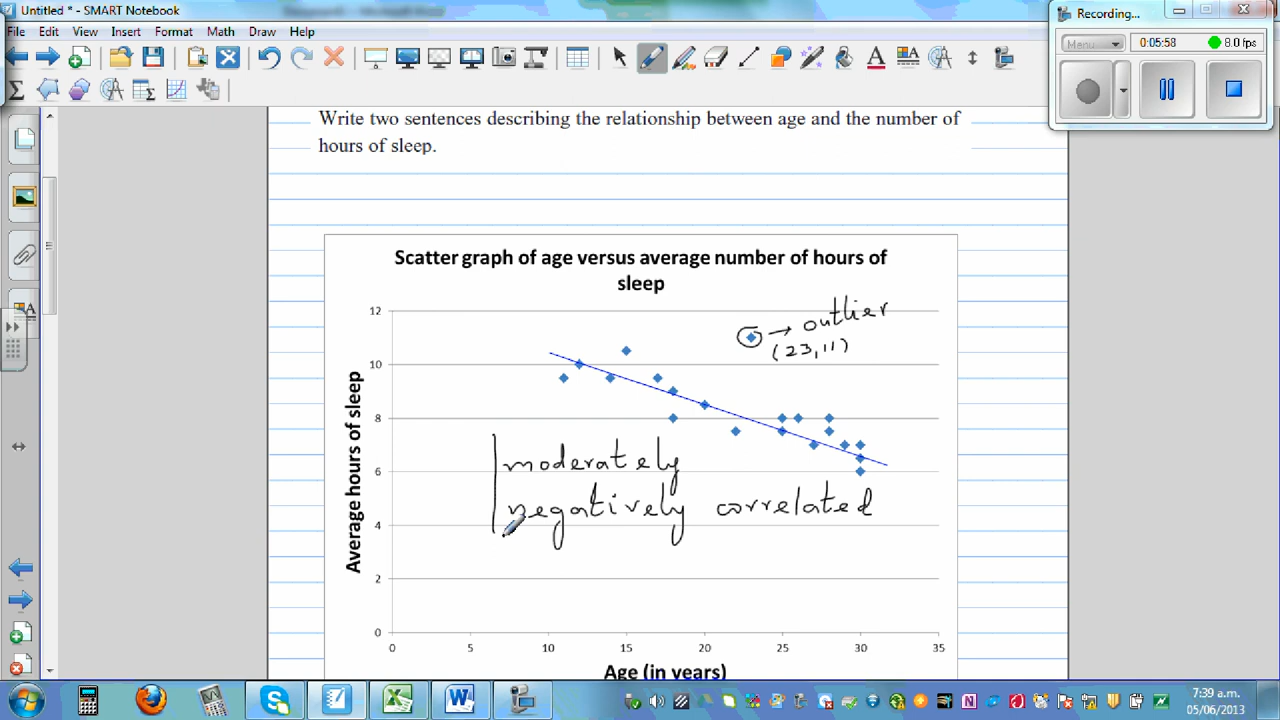 Untitled * - SMART Notebook
Recording...
File Edit View Insert Format Math Draw Help
Menu
0:05:58
8.0 fps
Write two sentences describing the relationship between age and the number of
hours of sleep.
Scatter graph of age versus average number of hours of
sleep
12
→ outlier
(23,11)
10
8
moderately
6
negatively correlated
4
2
0
Average hours of sleep
0 5 10 15 20 25 30 35
Age (in years)
7:39 a.m.
05/06/2013